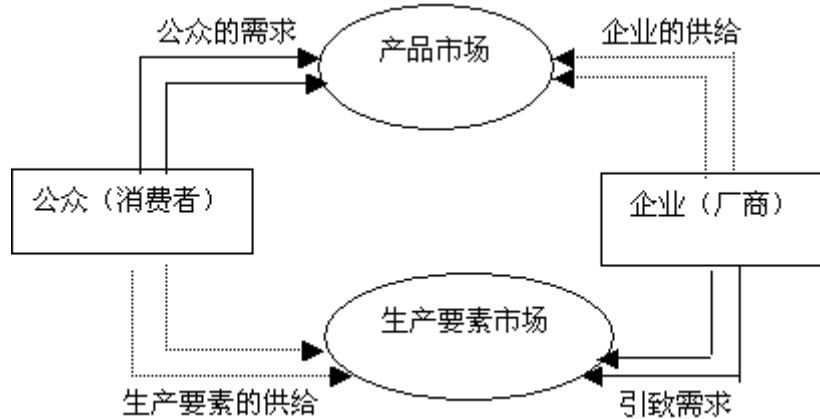 公众的需求
产品市场
企业的供给
公众（消费者）
企业（厂商）
生产要素市场
生产要素的供给
引致需求